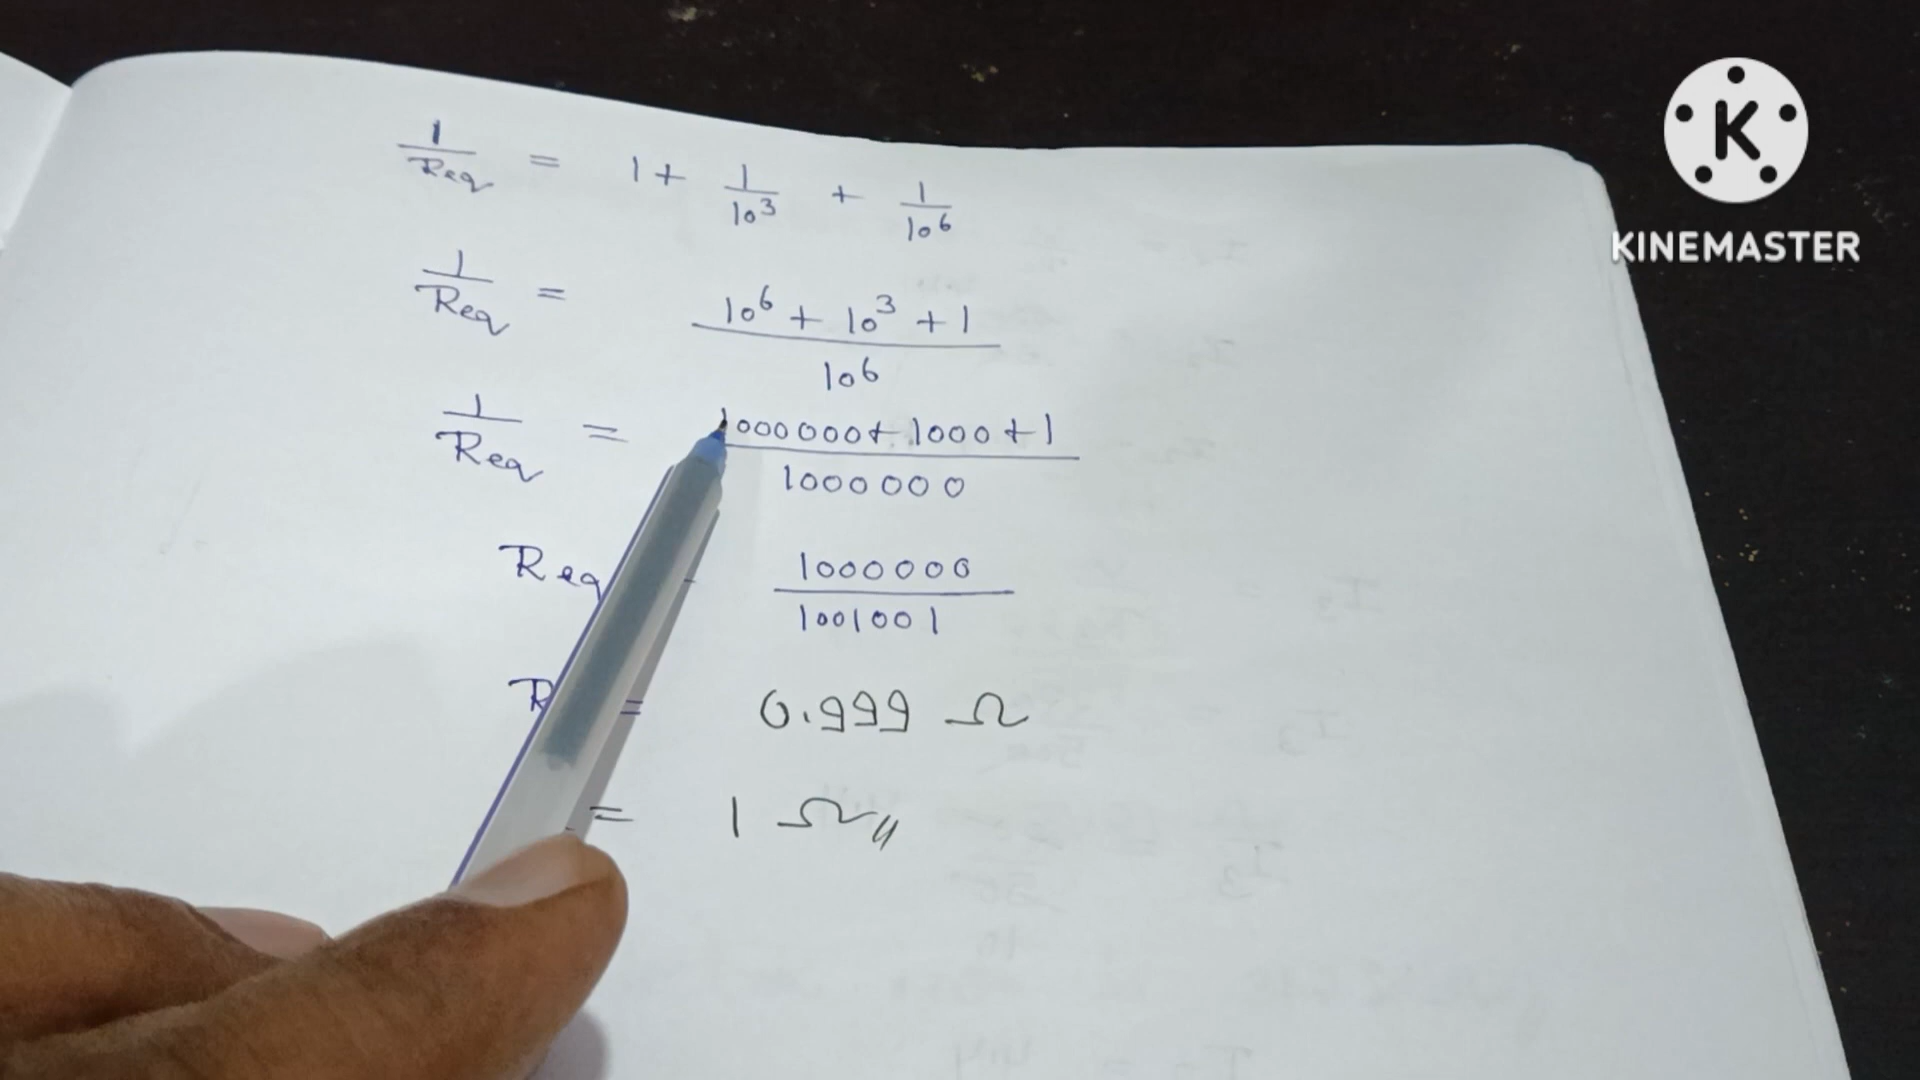 1/Req = 1 + 1/10³ + 1/10⁶
1/Req = (10⁶ + 10³ + 1)/10⁶
1/Req = (1000000 + 1000 + 1)/1000000
Req = 1000000/1001001
R = 0.999 Ω
= 1 Ω
K
KINEMASTER